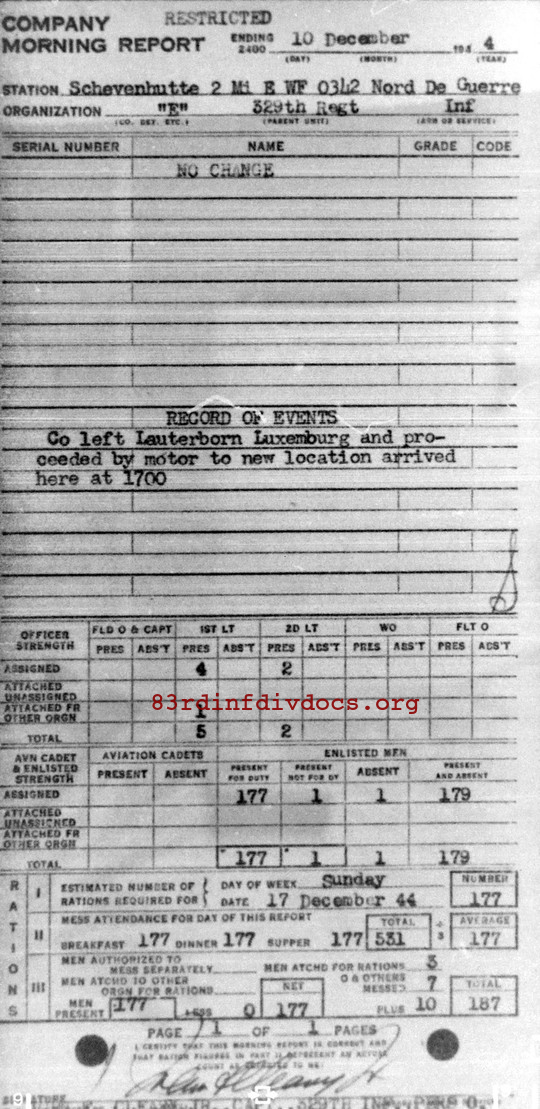 RESTRICTED
COMPANY
MORNING REPORT ENDING 2400 10 December 194 4
(DAY) (MONTH) (YEAR)
STATION Schevenhutte 2 Mi E WF 0342 Nord De Guerre
ORGANIZATION "E" 329th Regt Inf
(CO. DET. ETC.) (PARENT UNIT) (ARM OR SERVICE)
SERIAL NUMBER NAME GRADE CODE
NO CHANGE
RECORD OF EVENTS
Co left Lauterborn Luxemburg and pro-
ceeded by motor to new location arrived
here at 1700
OFFICER STRENGTH FLD O & CAPT 1ST LT 2D LT WO FLT O
PRES ABS'T PRES ABS'T PRES ABS'T PRES ABS'T PRES ABS'T
ASSIGNED 4 2
ATTACHED UNASSIGNED
83rdinfdivdocs.org
ATTACHED FR OTHER ORGN 1
TOTAL 5 2
AVN CADET & ENLISTED STRENGTH AVIATION CADETS ENLISTED MEN
PRESENT ABSENT PRESENT FOR DUTY PRESENT NOT FOR DY ABSENT PRESENT AND ABSENT
ASSIGNED 177 1 1 179
ATTACHED UNASSIGNED
ATTACHED FR OTHER ORGN
TOTAL 177 1 1 179
RATIONS
I ESTIMATED NUMBER OF RATIONS REQUIRED FOR { DAY OF WEEK Sunday NUMBER
DATE 17 December 44 177
II MESS ATTENDANCE FOR DAY OF THIS REPORT TOTAL ÷ 3 AVERAGE
BREAKFAST 177 DINNER 177 SUPPER 177 531 177
III MEN AUTHORIZED TO MESS SEPARATELY MEN ATCHD FOR RATIONS 3
MEN ATCHD TO OTHER ORGN FOR RATIONS NET O & OTHERS MESSED 7 TOTAL
MEN PRESENT 177 LESS 0 177 PLUS 10 187
PAGE 1 OF 1 PAGES
I CERTIFY THAT THIS MORNING REPORT IS CORRECT AND
THAT RATION FIGURES IN PART II REPRESENT AN ACTUAL
COUNT AS REPORTED TO ME:
SIGNATURE
CAPT., 329TH INF., PERS O